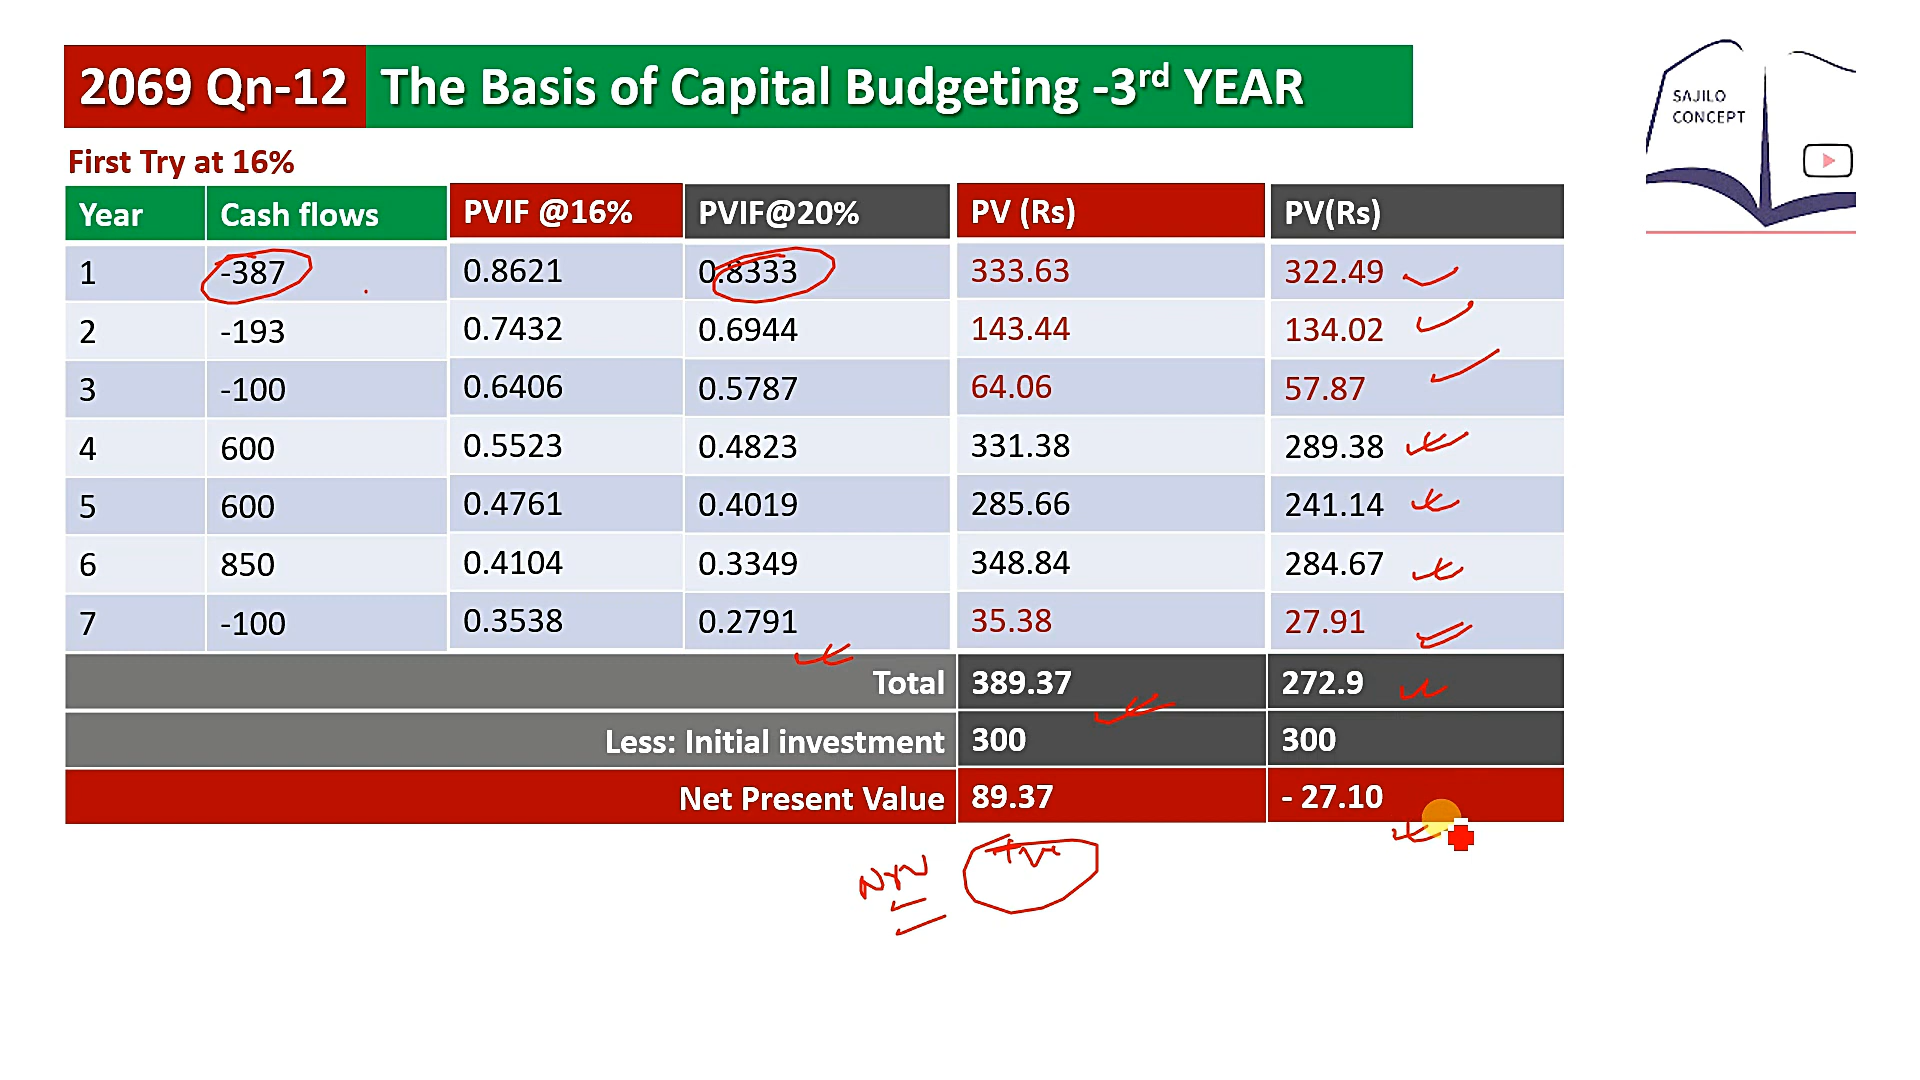 2069 Qn-12 The Basis of Capital Budgeting -3rd YEAR
SAJILO
CONCEPT
First Try at 16%
Year Cash flows PVIF @16% PVIF@20% PV (Rs) PV(Rs)
1 -387 0.8621 0.8333 333.63 322.49
2 -193 0.7432 0.6944 143.44 134.02
3 -100 0.6406 0.5787 64.06 57.87
4 600 0.5523 0.4823 331.38 289.38
5 600 0.4761 0.4019 285.66 241.14
6 850 0.4104 0.3349 348.84 284.67
7 -100 0.3538 0.2791 35.38 27.91
Total 389.37 272.9
Less: Initial investment 300 300
Net Present Value 89.37 - 27.10
NPV +ve